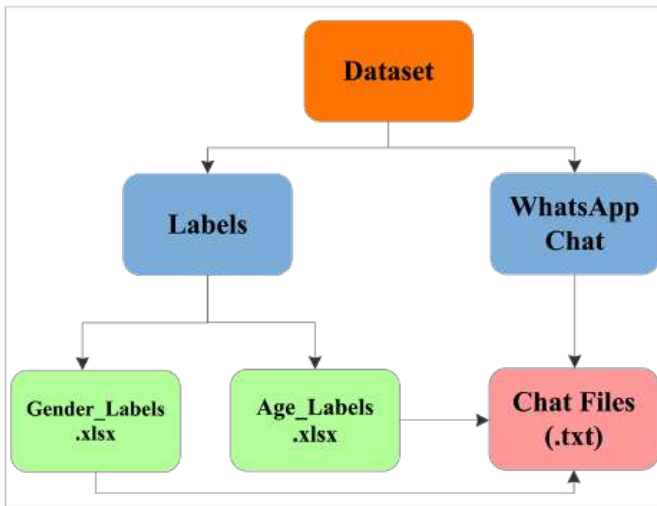 Dataset
Labels
WhatsApp
Chat
Gender_Labels
.xlsx
Age_Labels
.xlsx
Chat Files
(.txt)